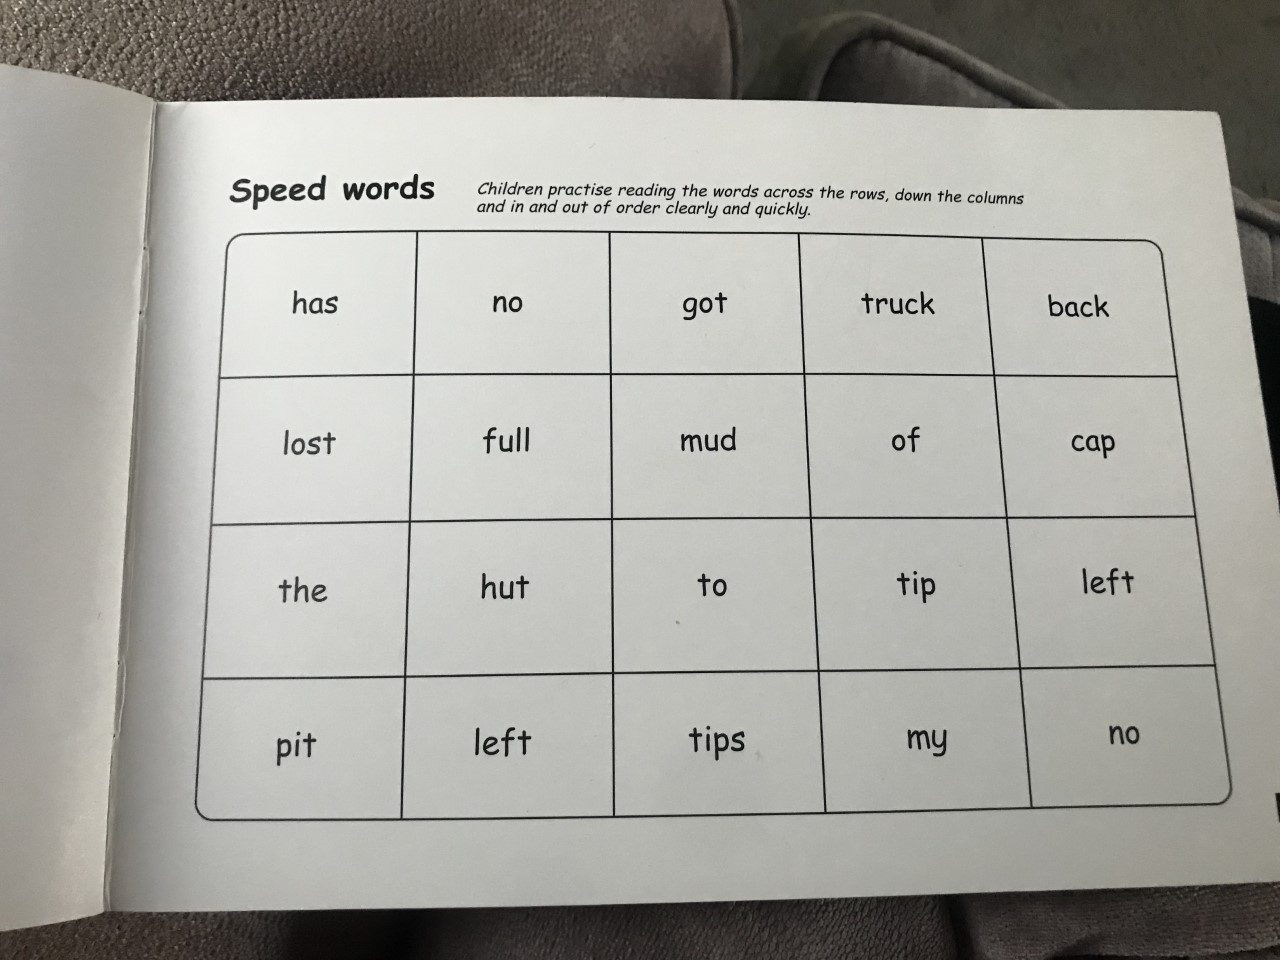 Speed words
Children practise reading the words across the rows, down the columns
and in and out of order clearly and quickly.
has no got truck back
lost full mud of cap
the hut to tip left
pit left tips my no